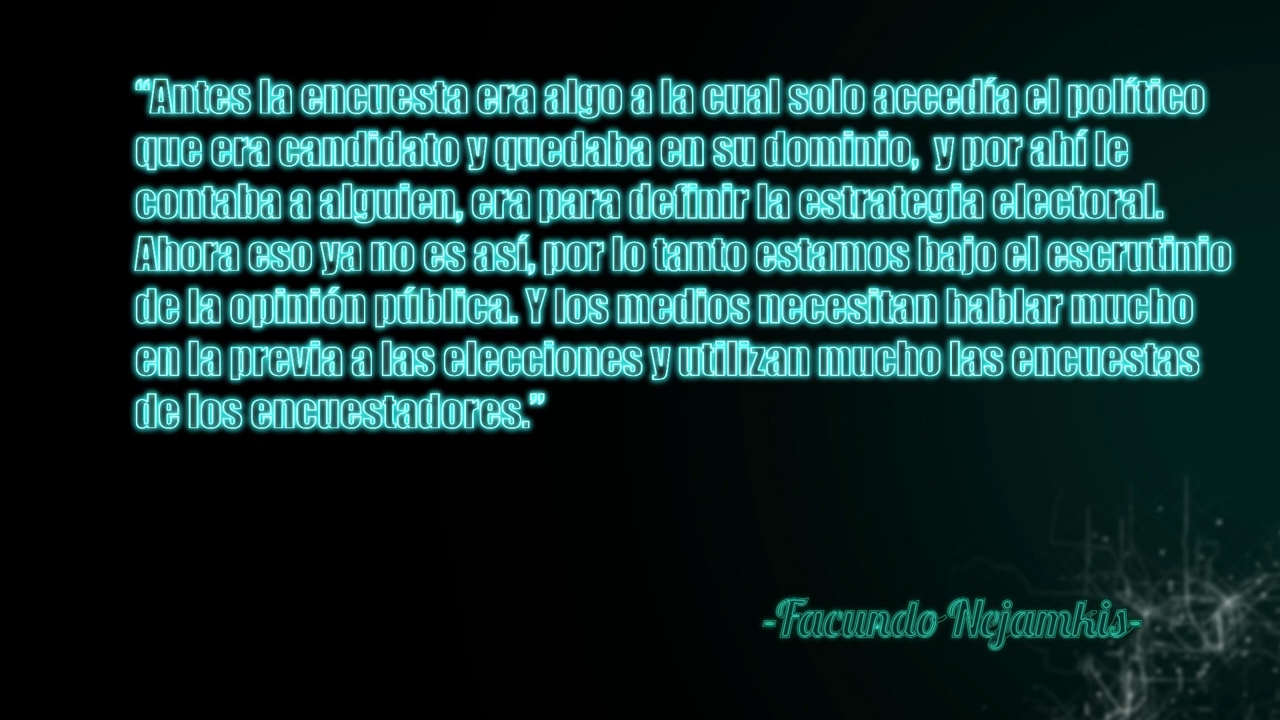 “Antes la encuesta era algo a la cual solo accedía el político
que era candidato y quedaba en su dominio, y por ahí le
contaba a alguien, era para definir la estrategia electoral.
Ahora eso ya no es así, por lo tanto estamos bajo el escrutinio
de la opinión pública. Y los medios necesitan hablar mucho
en la previa a las elecciones y utilizan mucho las encuestas
de los encuestadores.”
-Facundo Nejamkis-